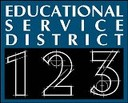 EDUCATIONAL
SERVICE
DISTRICT
123